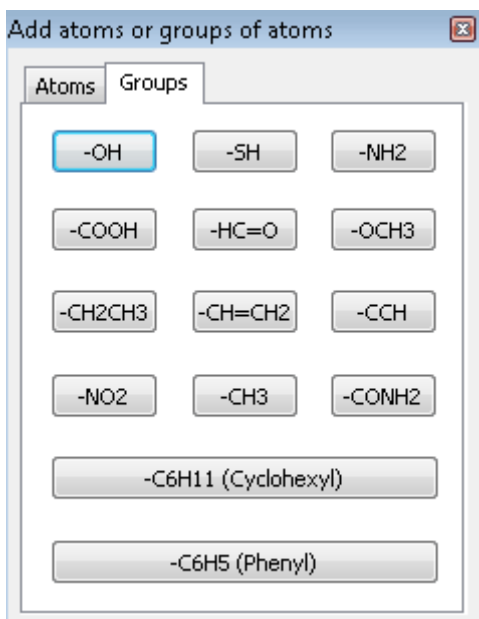 Add atoms or groups of atoms
Atoms Groups
-OH -SH -NH2
-COOH -HC=O -OCH3
-CH2CH3 -CH=CH2 -CCH
-NO2 -CH3 -CONH2
-C6H11 (Cyclohexyl)
-C6H5 (Phenyl)